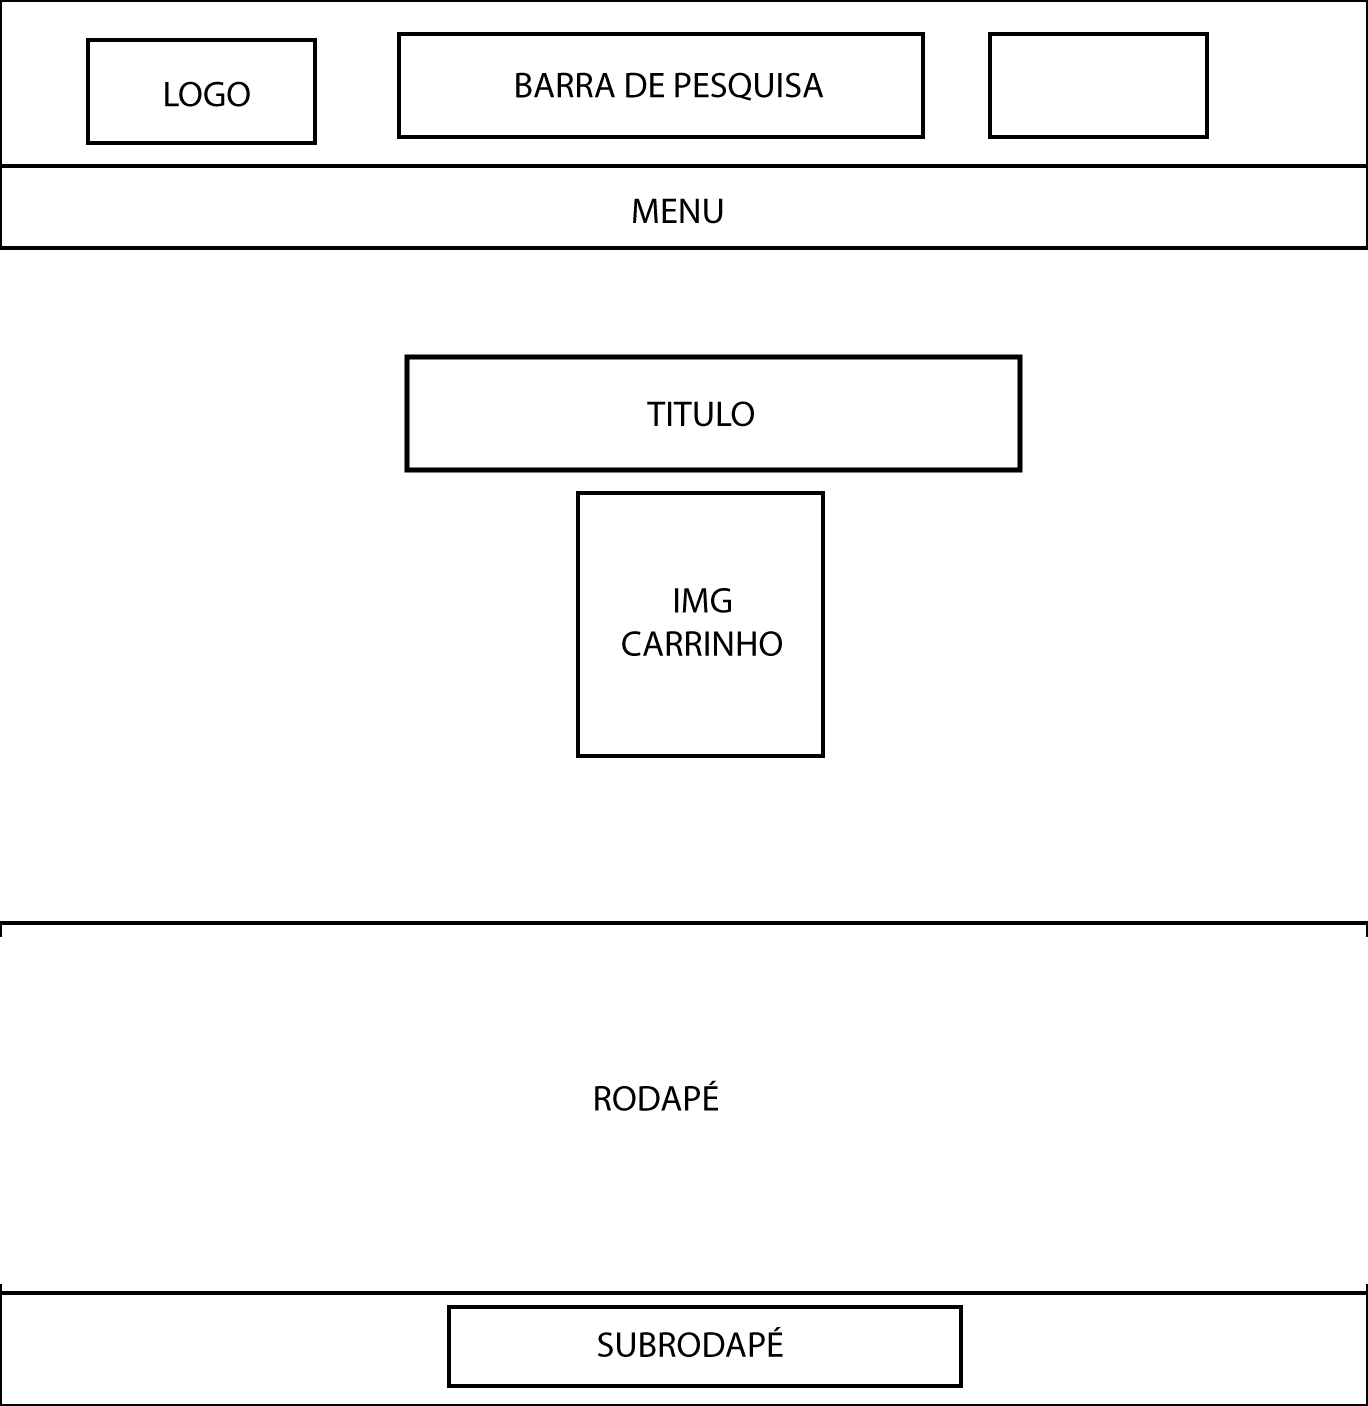 LOGO
BARRA DE PESQUISA
MENU
TITULO
IMG
CARRINHO
RODAPÉ
SUBRODAPÉ